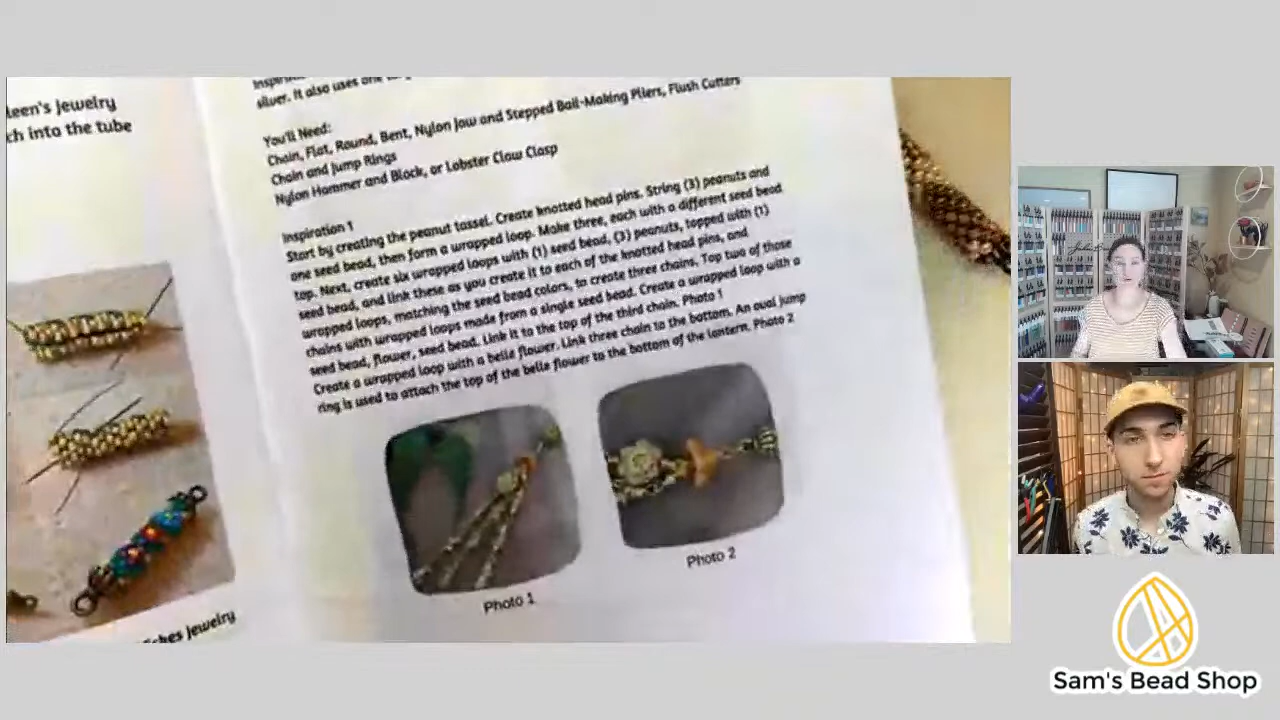 leen's Jewelry
ch into the tube
silver. It also uses one
You'll Need:
Chain, Flat, Round, Bent, Nylon Jaw and Stepped Bail-Making Pliers, Flush Cutters
Chain and Jump Rings
Nylon Hammer and Block, or Lobster Claw Clasp
Inspiration 1
Start by creating the peanut tassel. Create knotted head pins. String (3) peanuts and
one seed bead, then form a wrapped loop. Make three, each with a different seed bead
top. Next, create six wrapped loops with (1) seed bead, (3) peanuts, topped with (1)
seed bead, and link these as you create it to each of the knotted head pins, and
wrapped loops, matching the seed bead colors, to create three chains. Top two of those
chains with wrapped loops made from a single seed bead. Create a wrapped loop with a
seed bead, flower, seed bead. Link it to the top of the third chain. Photo 1
Create a wrapped loop with a belle flower. Link three chain to the bottom. An oval jump
ring is used to attach the top of the belle flower to the bottom of the lantern. Photo 2
Photo 1
Photo 2
Jewelry
Sam's Bead Shop